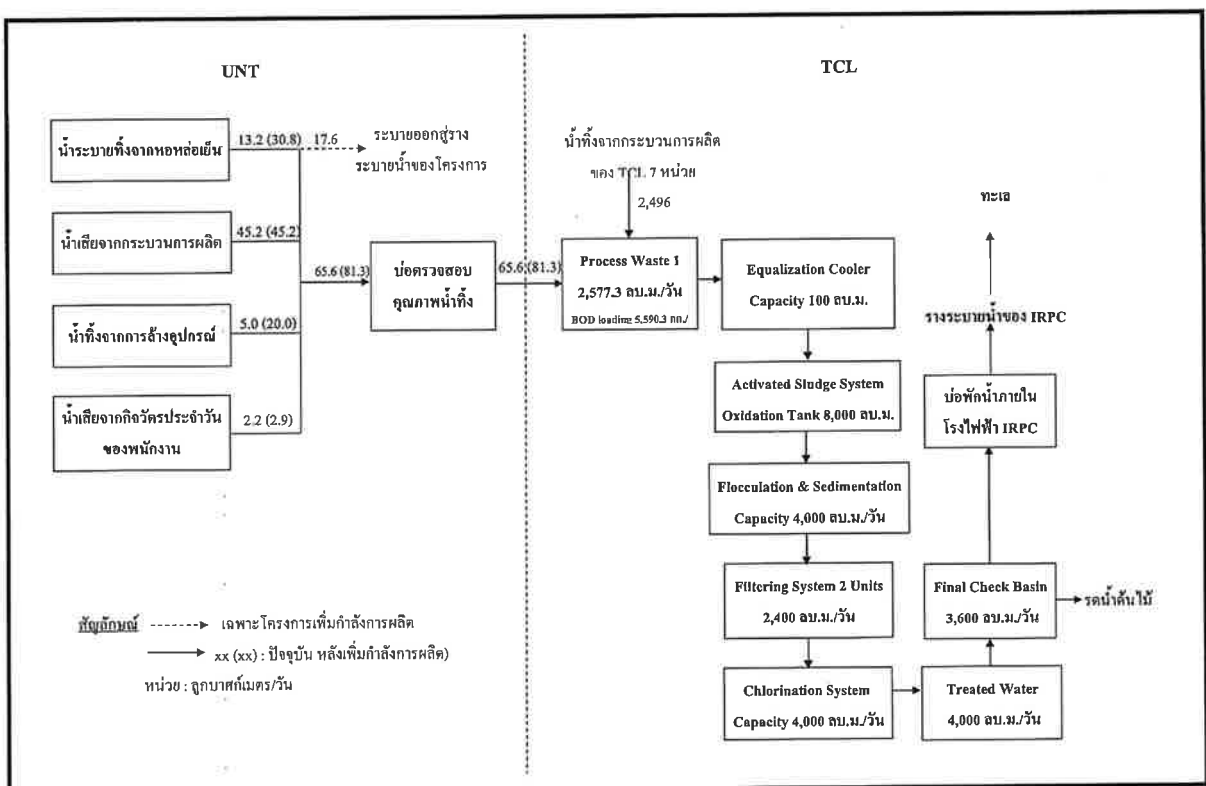 UNT
TCL
น้ำระบายทิ้งจากหอหล่อเย็น
13.2 (30.8)
17.6
ระบายออกสู่ราง
ระบายน้ำของโครงการ
น้ำเสียจากกระบวนการผลิต
45.2 (45.2)
น้ำทิ้งจากการล้างอุปกรณ์
5.0 (20.0)
น้ำเสียจากกิจวัตรประจำวัน
ของพนักงาน
2.2 (2.9)
65.6 (81.3)
บ่อตรวจสอบ
คุณภาพน้ำทิ้ง
65.6 (81.3)
น้ำทิ้งจากกระบวนการผลิต
ของ TCL 7 หน่วย
2,496
Process Waste 1
2,577.3 ลบ.ม./วัน
BOD loading 5,590.3 กก./
Equalization Cooler
Capacity 100 ลบ.ม.
Activated Sludge System
Oxidation Tank 8,000 ลบ.ม.
Flocculation & Sedimentation
Capacity 4,000 ลบ.ม./วัน
Filtering System 2 Units
2,400 ลบ.ม./วัน
Chlorination System
Capacity 4,000 ลบ.ม./วัน
Treated Water
4,000 ลบ.ม./วัน
Final Check Basin
3,600 ลบ.ม./วัน
รดน้ำต้นไม้
บ่อพักน้ำภายใน
โรงไฟฟ้า IRPC
รางระบายน้ำของ IRPC
ทะเล
สัญลักษณ์
เฉพาะโครงการเพิ่มกำลังการผลิต
xx (xx) : ปัจจุบัน หลังเพิ่มกำลังการผลิต)
หน่วย : ลูกบาศก์เมตร/วัน